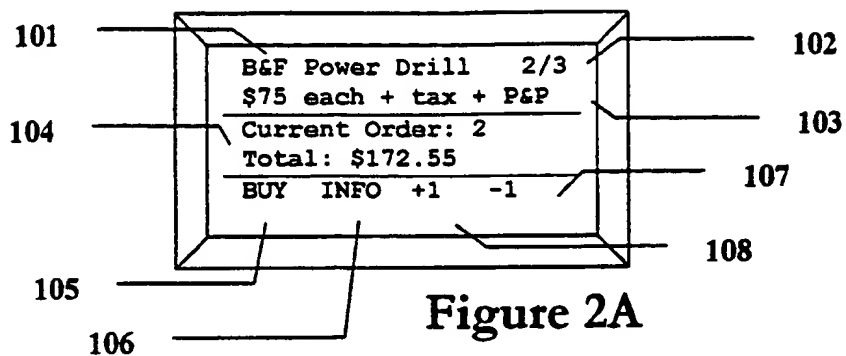 101
102
B&F Power Drill 2/3
$75 each + tax + P&P
103
104
Current Order: 2
Total: $172.55
107
BUY INFO +1 -1
108
105
106
Figure 2A